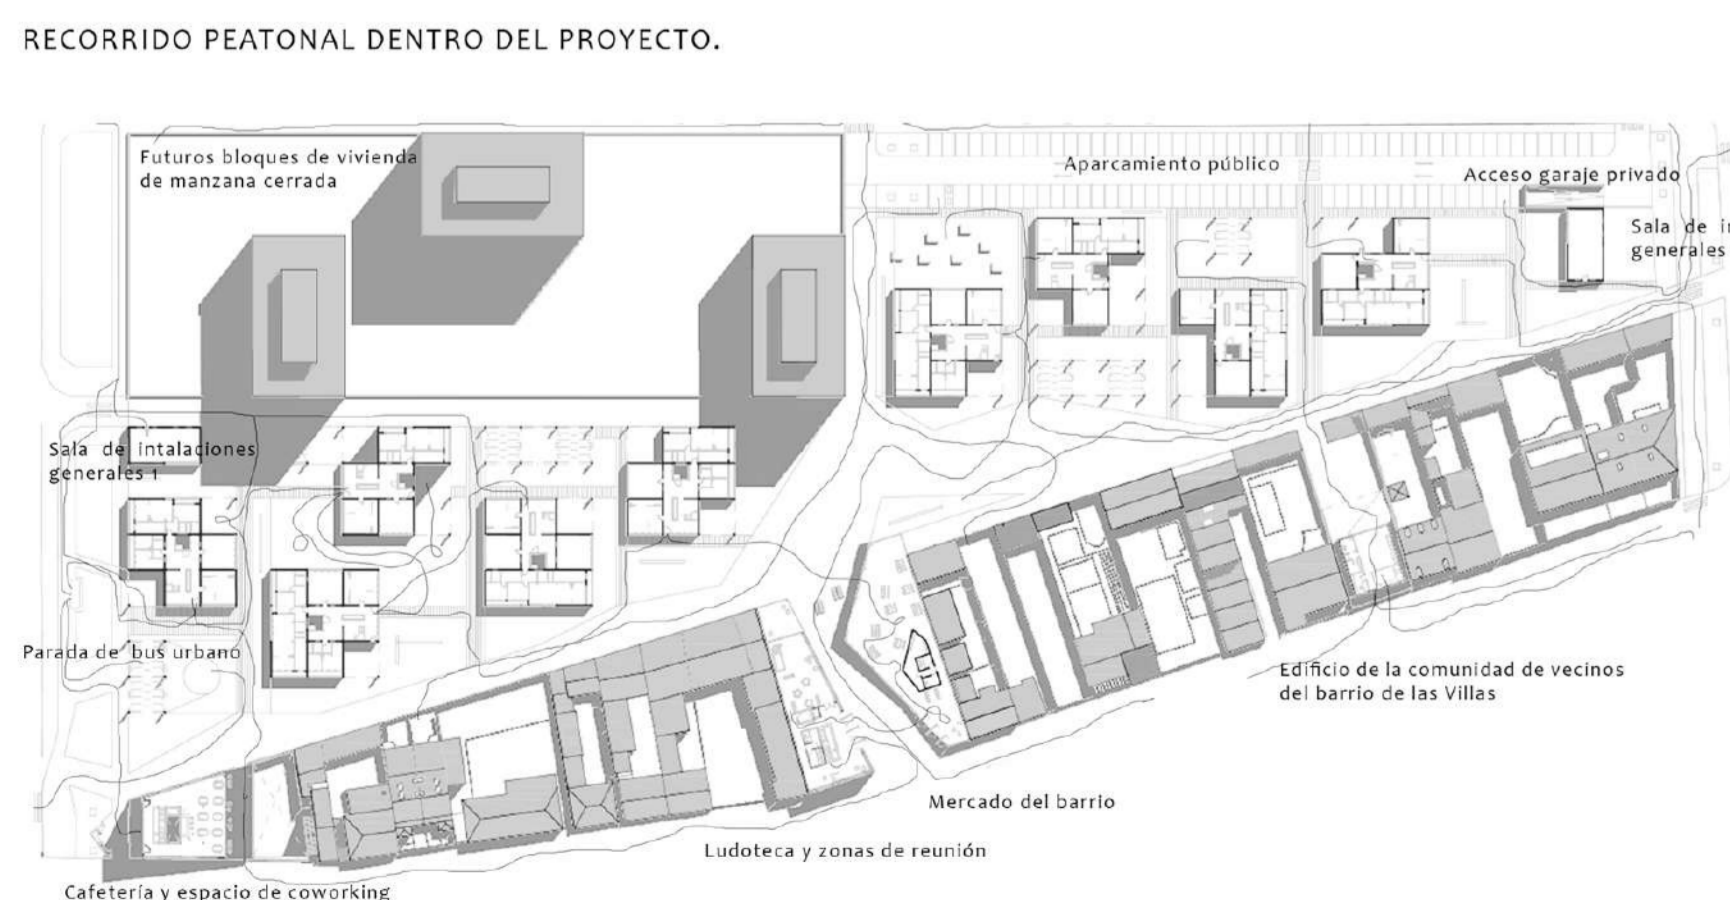 RECORRIDO PEATONAL DENTRO DEL PROYECTO.
Futuros bloques de vivienda
de manzana cerrada
Aparcamiento público
Acceso garaje privado
Sala de
generales
Sala de intalaciones
generales 1
Parada de bus urbano
Edificio de la comunidad de vecinos
del barrio de las Villas
Mercado del barrio
Ludoteca y zonas de reunión
Cafetería y espacio de coworking